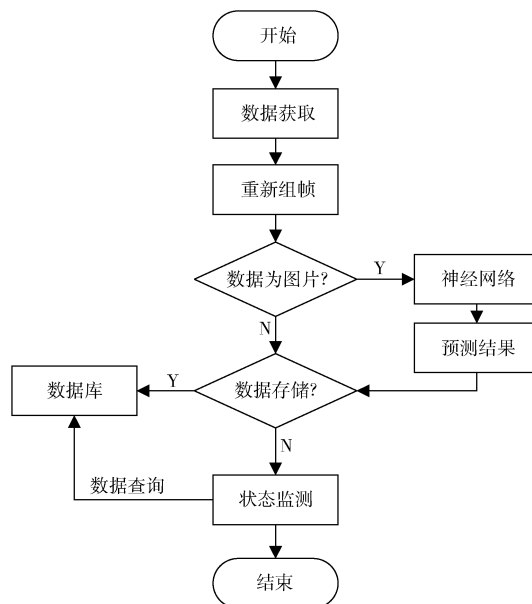 开始
数据获取
重新组帧
数据为图片?
Y
神经网络
N
预测结果
数据库
Y
数据存储?
N
数据查询
状态监测
结束